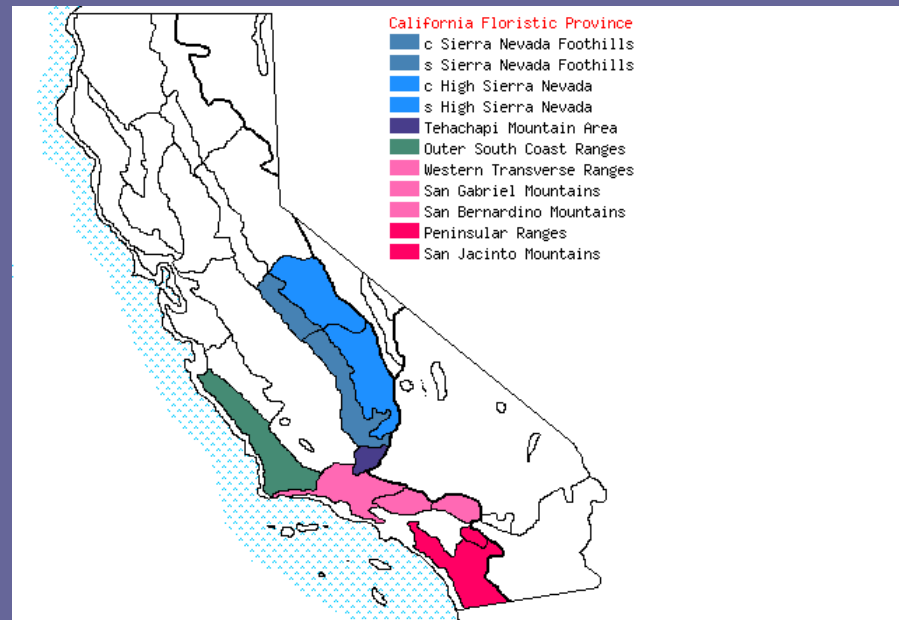 California Floristic Province
c Sierra Nevada Foothills
s Sierra Nevada Foothills
c High Sierra Nevada
s High Sierra Nevada
Tehachapi Mountain Area
Outer South Coast Ranges
Western Transverse Ranges
San Gabriel Mountains
San Bernardino Mountains
Peninsular Ranges
San Jacinto Mountains